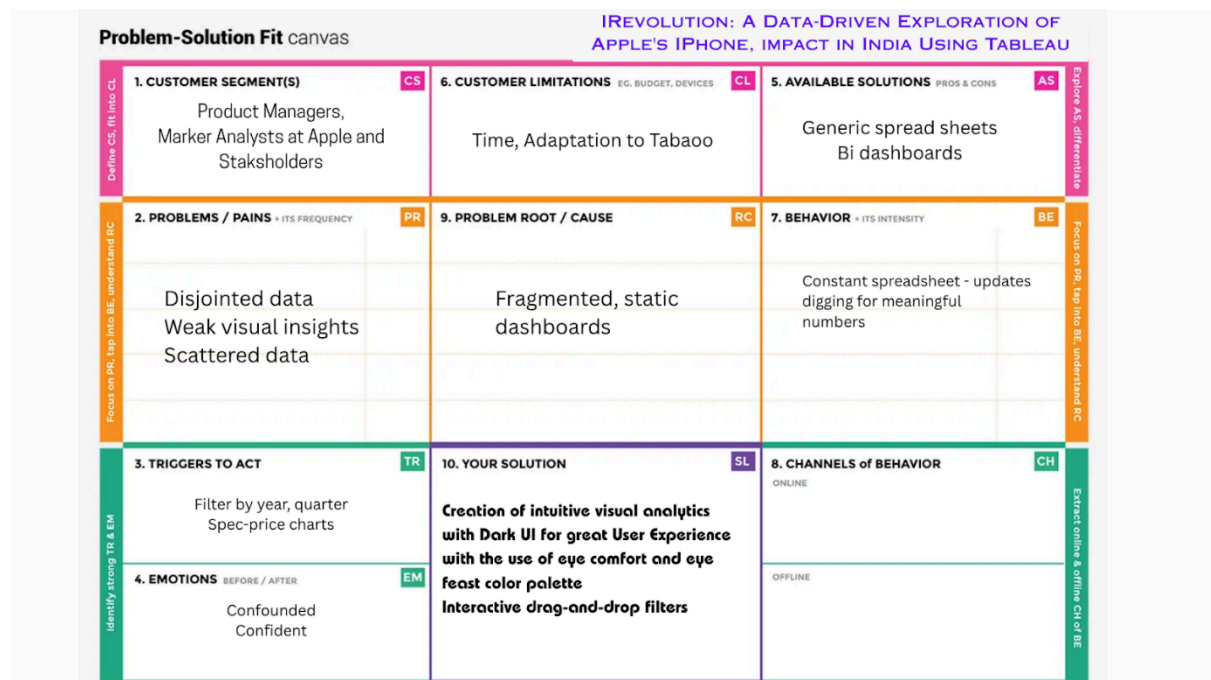 Problem-Solution Fit canvas
IRevolution: A Data-Driven Exploration of
Apple's IPhone, impact in India Using Tableau
Define CS, fit into CL
1. CUSTOMER SEGMENT(S)
CS
Product Managers,
Marker Analysts at Apple and
Staksholders
6. CUSTOMER LIMITATIONS EG. BUDGET, DEVICES
CL
Time, Adaptation to Tabaoo
5. AVAILABLE SOLUTIONS PROS & CONS
AS
Generic spread sheets
Bi dashboards
Explore AS, differentiate
Focus on PR, tap into BE, understand RC
2. PROBLEMS / PAINS + ITS FREQUENCY
PR
Disjointed data
Weak visual insights
Scattered data
9. PROBLEM ROOT / CAUSE
RC
Fragmented, static
dashboards
7. BEHAVIOR + ITS INTENSITY
BE
Constant spreadsheet - updates
digging for meaningful
numbers
Focus on PR, tap into BE, understand RC
Identify strong TR & EM
3. TRIGGERS TO ACT
TR
Filter by year, quarter
Spec-price charts
4. EMOTIONS BEFORE / AFTER
EM
Confounded
Confident
10. YOUR SOLUTION
SL
Creation of intuitive visual analytics
with Dark UI for great User Experience
with the use of eye comfort and eye
feast color palette
Interactive drag-and-drop filters
8. CHANNELS of BEHAVIOR
CH
ONLINE
OFFLINE
Extract online & offline CH of BE